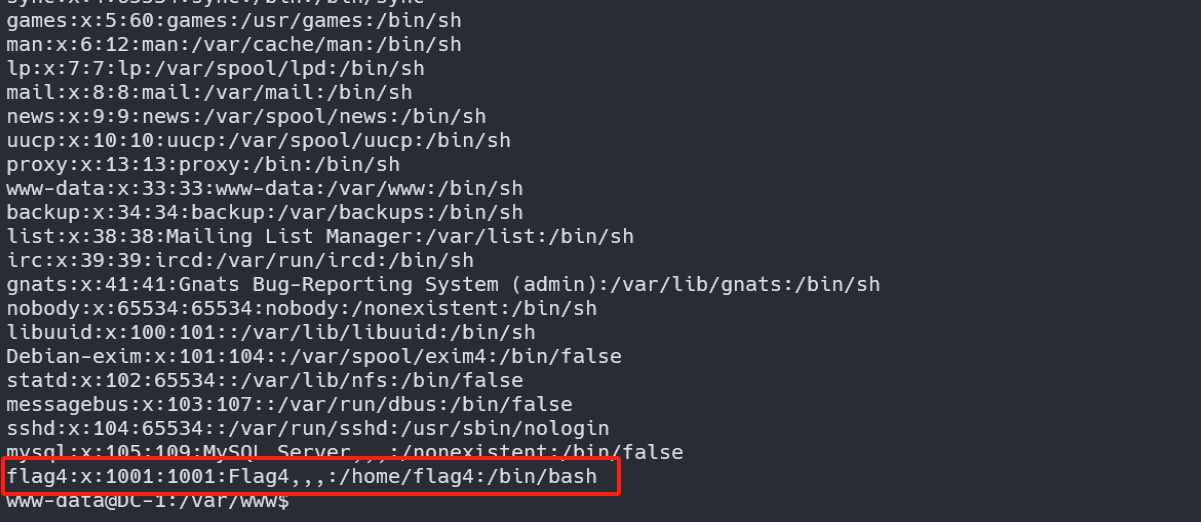 sync:x:4:65534:sync:/bin:/bin/sync
games:x:5:60:games:/usr/games:/bin/sh
man:x:6:12:man:/var/cache/man:/bin/sh
lp:x:7:7:lp:/var/spool/lpd:/bin/sh
mail:x:8:8:mail:/var/mail:/bin/sh
news:x:9:9:news:/var/spool/news:/bin/sh
uucp:x:10:10:uucp:/var/spool/uucp:/bin/sh
proxy:x:13:13:proxy:/bin:/bin/sh
www-data:x:33:33:www-data:/var/www:/bin/sh
backup:x:34:34:backup:/var/backups:/bin/sh
list:x:38:38:Mailing List Manager:/var/list:/bin/sh
irc:x:39:39:ircd:/var/run/ircd:/bin/sh
gnats:x:41:41:Gnats Bug-Reporting System (admin):/var/lib/gnats:/bin/sh
nobody:x:65534:65534:nobody:/nonexistent:/bin/sh
libuuid:x:100:101::/var/lib/libuuid:/bin/sh
Debian-exim:x:101:104::/var/spool/exim4:/bin/false
statd:x:102:65534::/var/lib/nfs:/bin/false
messagebus:x:103:107::/var/run/dbus:/bin/false
sshd:x:104:65534::/var/run/sshd:/usr/sbin/nologin
mysql:x:105:109:MySQL Server,,,:/nonexistent:/bin/false
flag4:x:1001:1001:Flag4,,,:/home/flag4:/bin/bash
www-data@DC-1:/var/www$